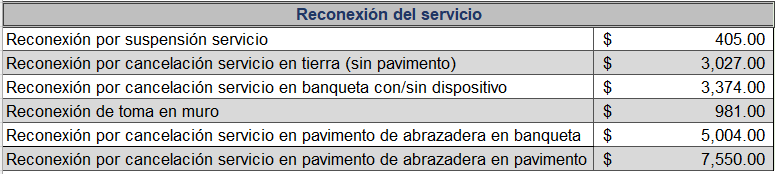 Reconexión del servicio
Reconexión por suspensión servicio $ 405.00
Reconexión por cancelación servicio en tierra (sin pavimento) $ 3,027.00
Reconexión por cancelación servicio en banqueta con/sin dispositivo $ 3,374.00
Reconexión de toma en muro $ 981.00
Reconexión por cancelación servicio en pavimento de abrazadera en banqueta $ 5,004.00
Reconexión por cancelación servicio en pavimento de abrazadera en pavimento $ 7,550.00